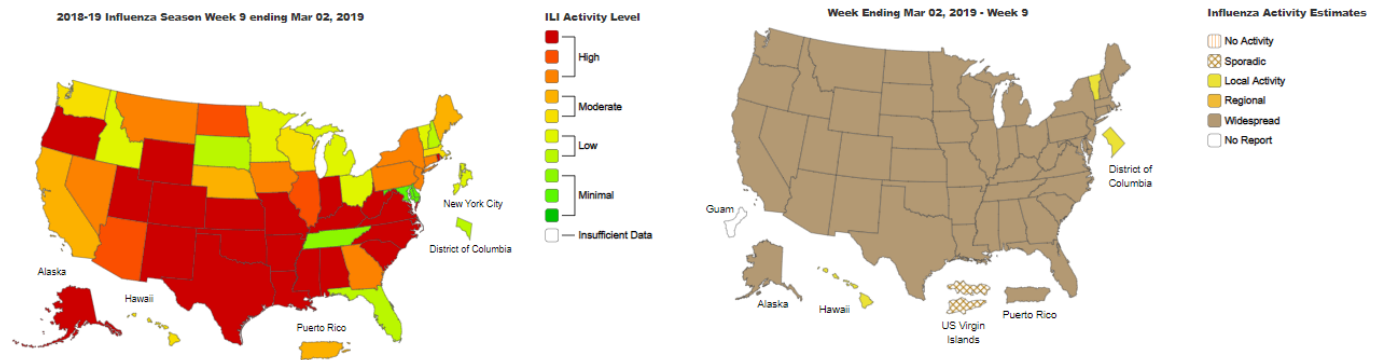 2018-19 Influenza Season Week 9 ending Mar 02, 2019
ILI Activity Level
High
Moderate
Low
Minimal
Insufficient Data
New York City
District of Columbia
Alaska
Hawaii
Puerto Rico
Week Ending Mar 02, 2019 - Week 9
Influenza Activity Estimates
No Activity
Sporadic
Local Activity
Regional
Widespread
No Report
District of
Columbia
Guam
Alaska
Hawaii
US Virgin
Islands
Puerto Rico